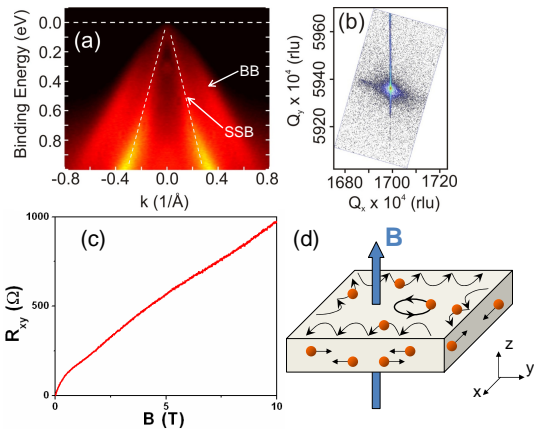 (a)
BB
SSB
Binding Energy (eV)
0.0
0.2
0.4
0.6
0.8
-0.8
-0.4
0.0
0.4
0.8
k (1/Å)
(b)
Qy x 10⁴ (rlu)
5960
5940
5920
1680
1700
1720
Qx x 10⁴ (rlu)
(c)
Rxy (Ω)
1000
500
0
0
5
10
B (T)
(d)
B
z
y
x